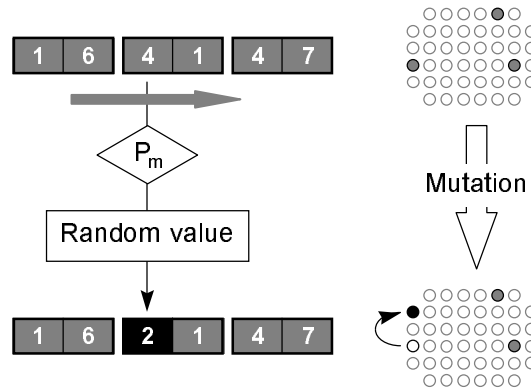 1 6 4 1 4 7
Pm
Mutation
Random value
1 6 2 1 4 7